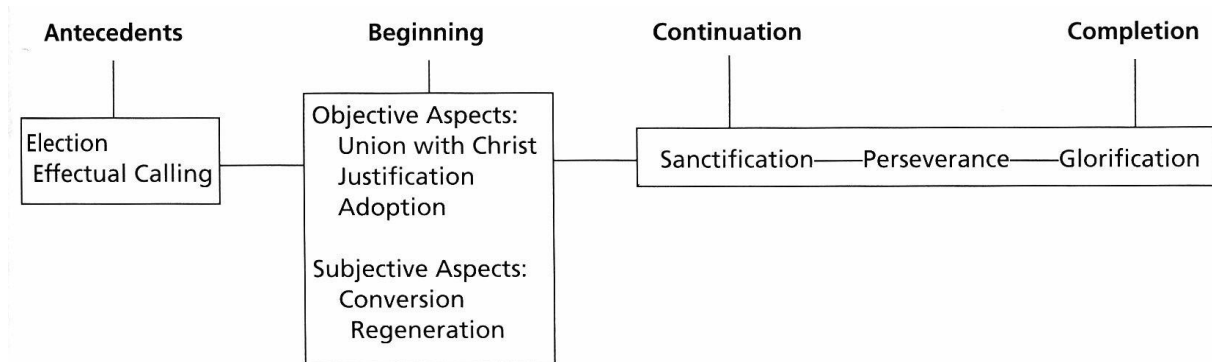 Antecedents
Beginning
Continuation
Completion
Election
Effectual Calling
Objective Aspects:
Union with Christ
Justification
Adoption
Subjective Aspects:
Conversion
Regeneration
Sanctification—Perseverance—Glorification